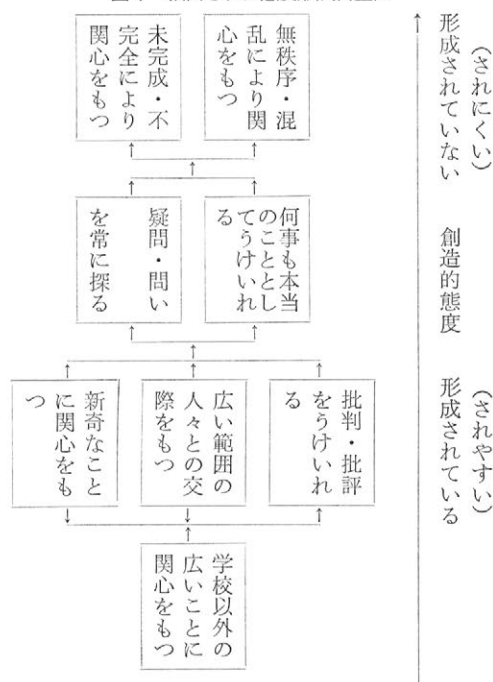 (されにくい)
形成されていない
創造的態度
(されやすい)
形成されている
無秩序・混
乱により関
心をもつ
未完成・不
完全により
関心をもつ
何事も本当
のこととし
てうけいれ
る
疑問・問い
を常に探る
批判・批評
をうけいれ
る
広い範囲の
人々との交
際をもつ
新奇なこと
に関心をも
つ
学校以外の
広いことに
関心をもつ